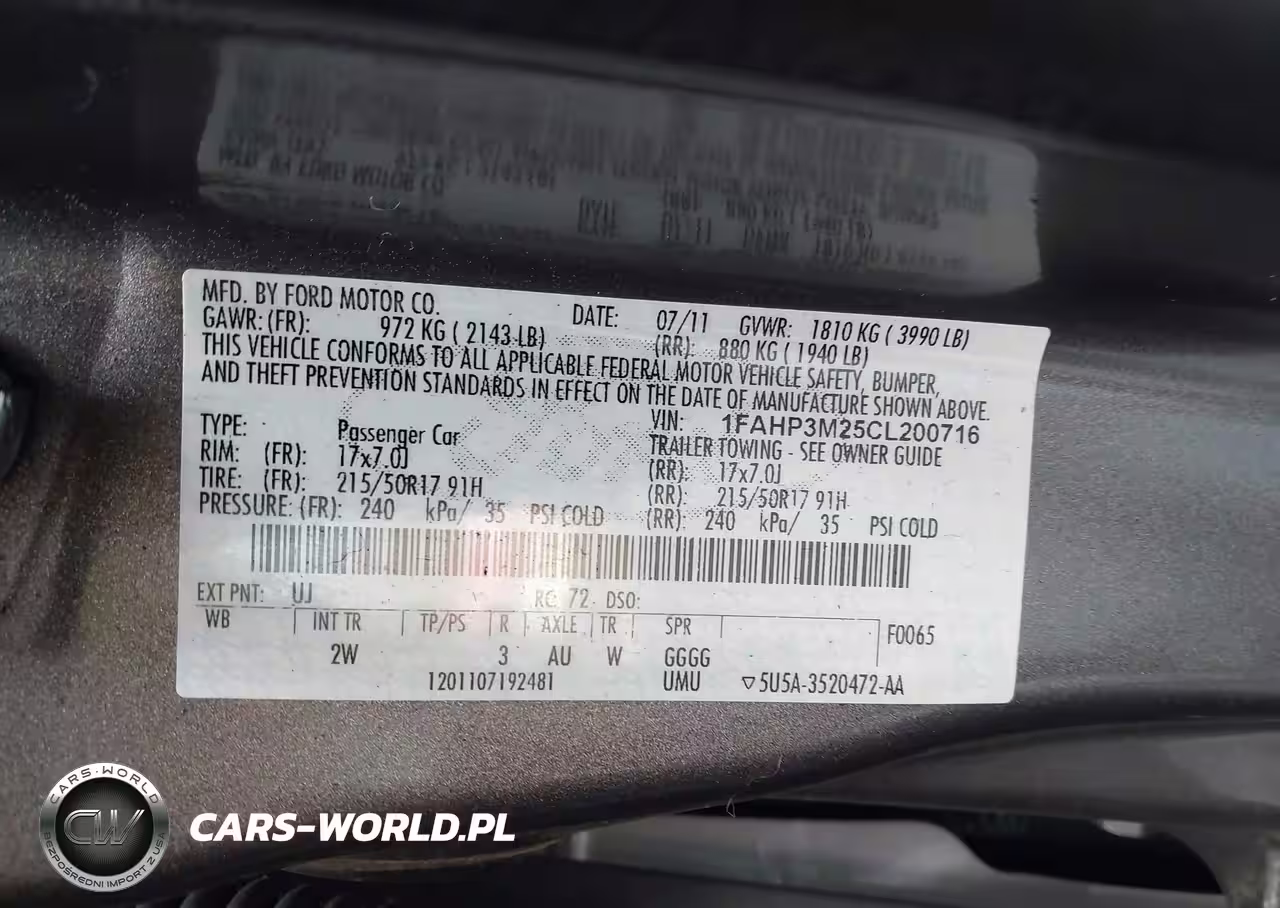 MFD. BY FORD MOTOR CO. DATE: 07/11 GVWR: 1810 KG ( 3990 LB)
GAWR: (FR): 972 KG ( 2143 LB) (RR): 880 KG ( 1940 LB)
THIS VEHICLE CONFORMS TO ALL APPLICABLE FEDERAL MOTOR VEHICLE SAFETY, BUMPER,
AND THEFT PREVENTION STANDARDS IN EFFECT ON THE DATE OF MANUFACTURE SHOWN ABOVE.
VIN: 1FAHP3M25CL200716
TYPE: Passenger Car TRAILER TOWING - SEE OWNER GUIDE
RIM: (FR): 17x7.0J (RR): 17x7.0J
TIRE: (FR): 215/50R17 91H (RR): 215/50R17 91H
PRESSURE: (FR): 240 kPa/ 35 PSI COLD (RR): 240 kPa/ 35 PSI COLD
EXT PNT: UJ RC: 72 DSO:
WB INT TR TP/PS R AXLE TR SPR F0065
2W 3 AU W GGGG
1201107192481 UMU ▽5U5A-3520472-AA
CARS-WORLD
CW
BEZPOŚREDNI IMPORT Z USA
CARS-WORLD.PL